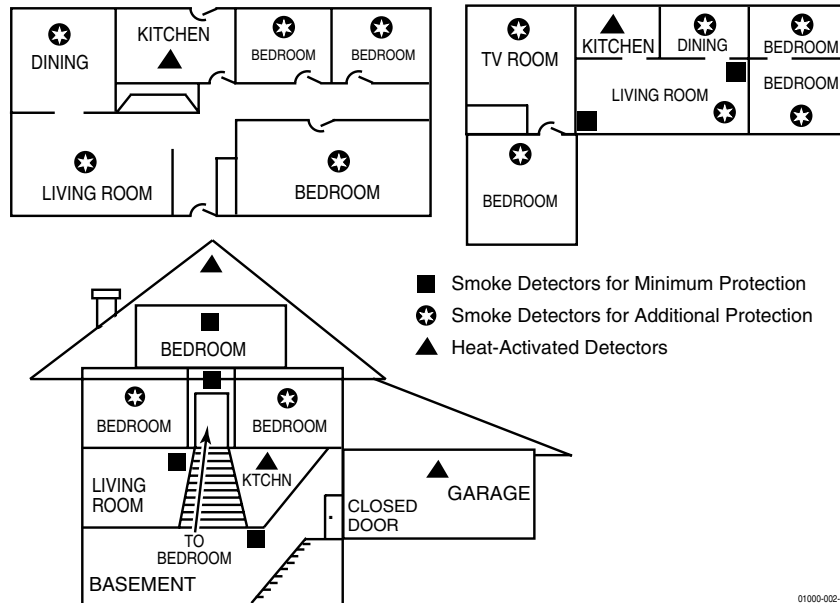 DINING
KITCHEN
BEDROOM
BEDROOM
LIVING ROOM
BEDROOM
TV ROOM
KITCHEN
DINING
BEDROOM
LIVING ROOM
BEDROOM
BEDROOM
Smoke Detectors for Minimum Protection
Smoke Detectors for Additional Protection
Heat-Activated Detectors
BEDROOM
BEDROOM
BEDROOM
LIVING
ROOM
KTCHN
CLOSED
DOOR
GARAGE
TO
BEDROOM
BASEMENT